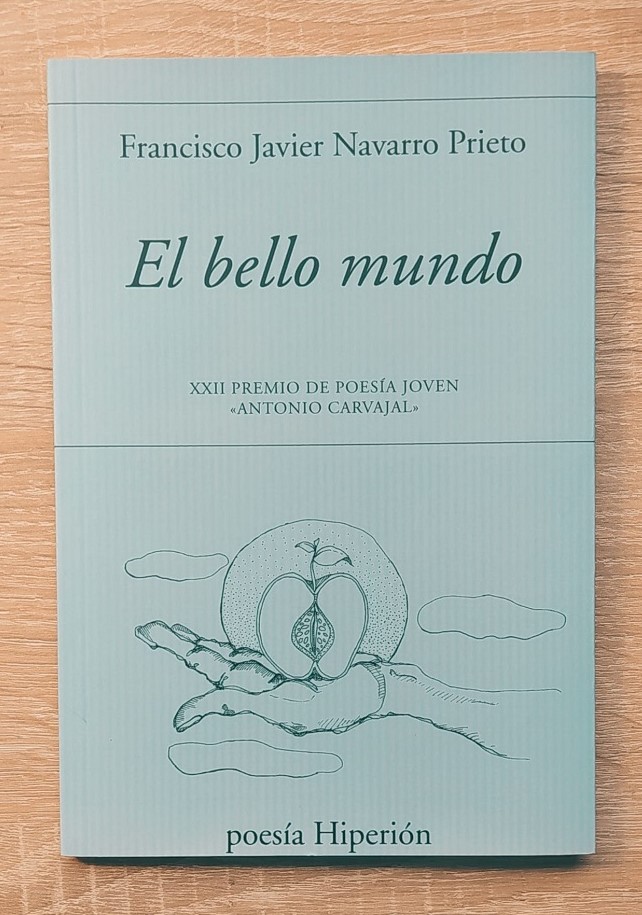 Francisco Javier Navarro Prieto
El bello mundo
XXII PREMIO DE POESÍA JOVEN
«ANTONIO CARVAJAL»
poesía Hiperión